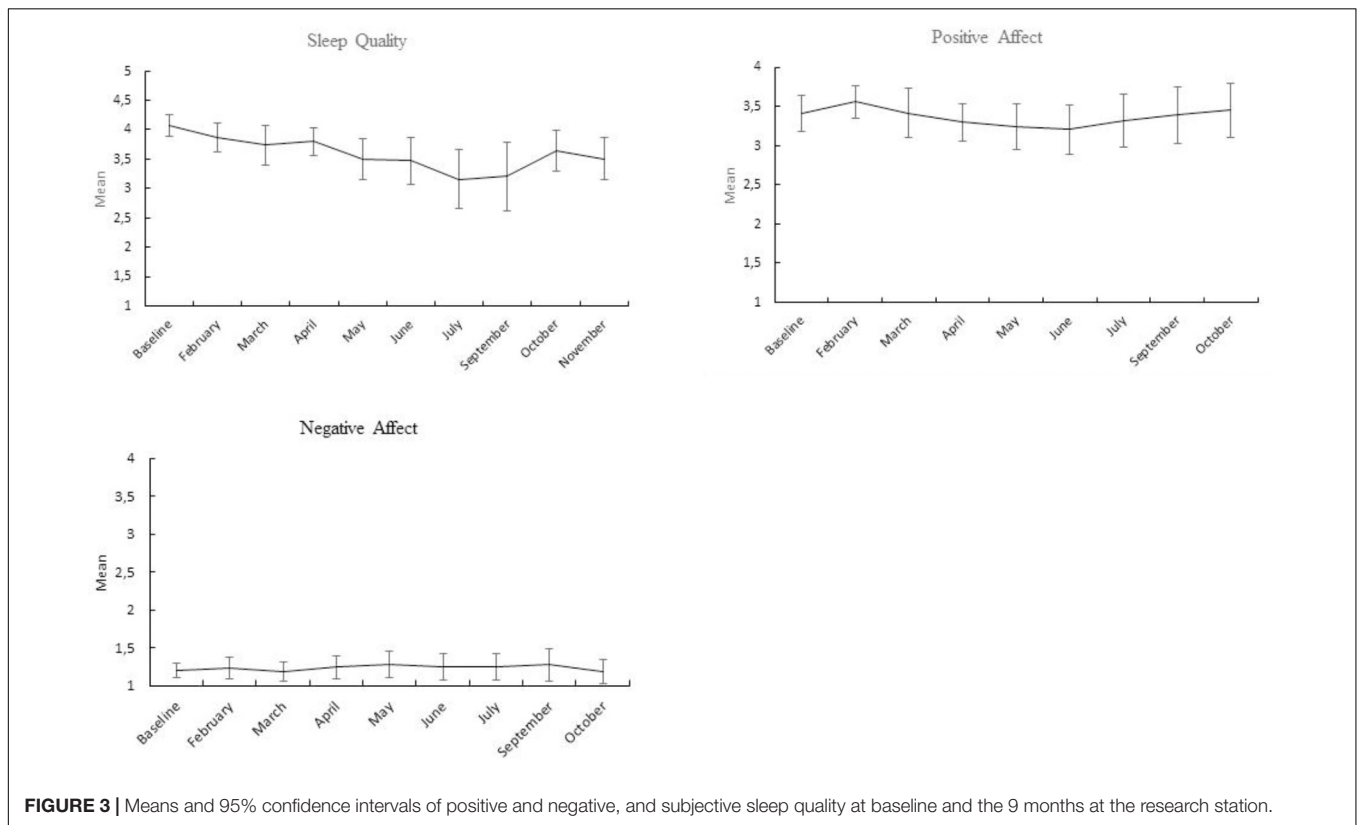 Sleep Quality
5
4,5
4
3,5
3
2,5
2
1,5
1
Mean
Baseline
February
March
April
May
June
July
September
October
November
Positive Affect
4
3,5
3
2,5
2
1,5
1
Mean
Baseline
February
March
April
May
June
July
September
October
Negative Affect
4
3,5
3
2,5
2
1,5
1
Mean
Baseline
February
March
April
May
June
July
September
October
FIGURE 3 | Means and 95% confidence intervals of positive and negative, and subjective sleep quality at baseline and the 9 months at the research station.